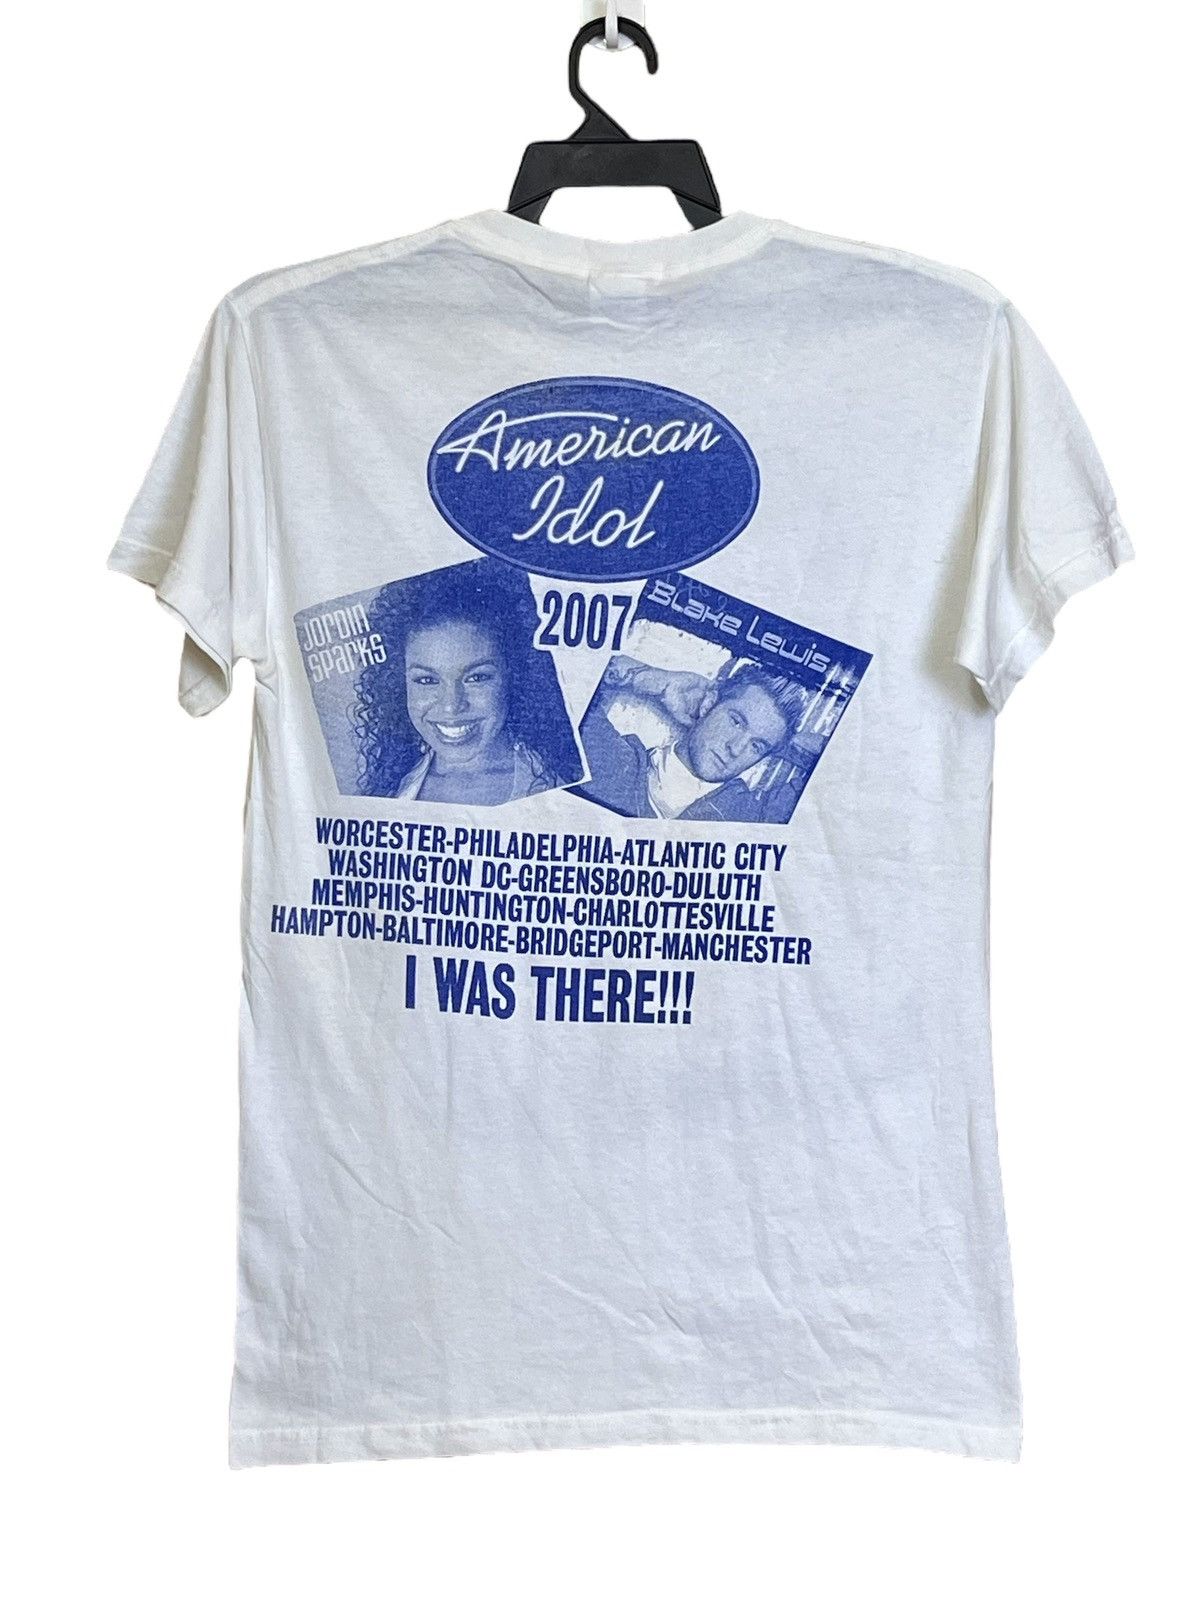 American
Idol
2007
JORDIN
SPARKS
BLAKE LEWIS
WORCESTER-PHILADELPHIA-ATLANTIC CITY
WASHINGTON DC-GREENSBORO-DULUTH
MEMPHIS-HUNTINGTON-CHARLOTTESVILLE
HAMPTON-BALTIMORE-BRIDGEPORT-MANCHESTER
I WAS THERE!!!